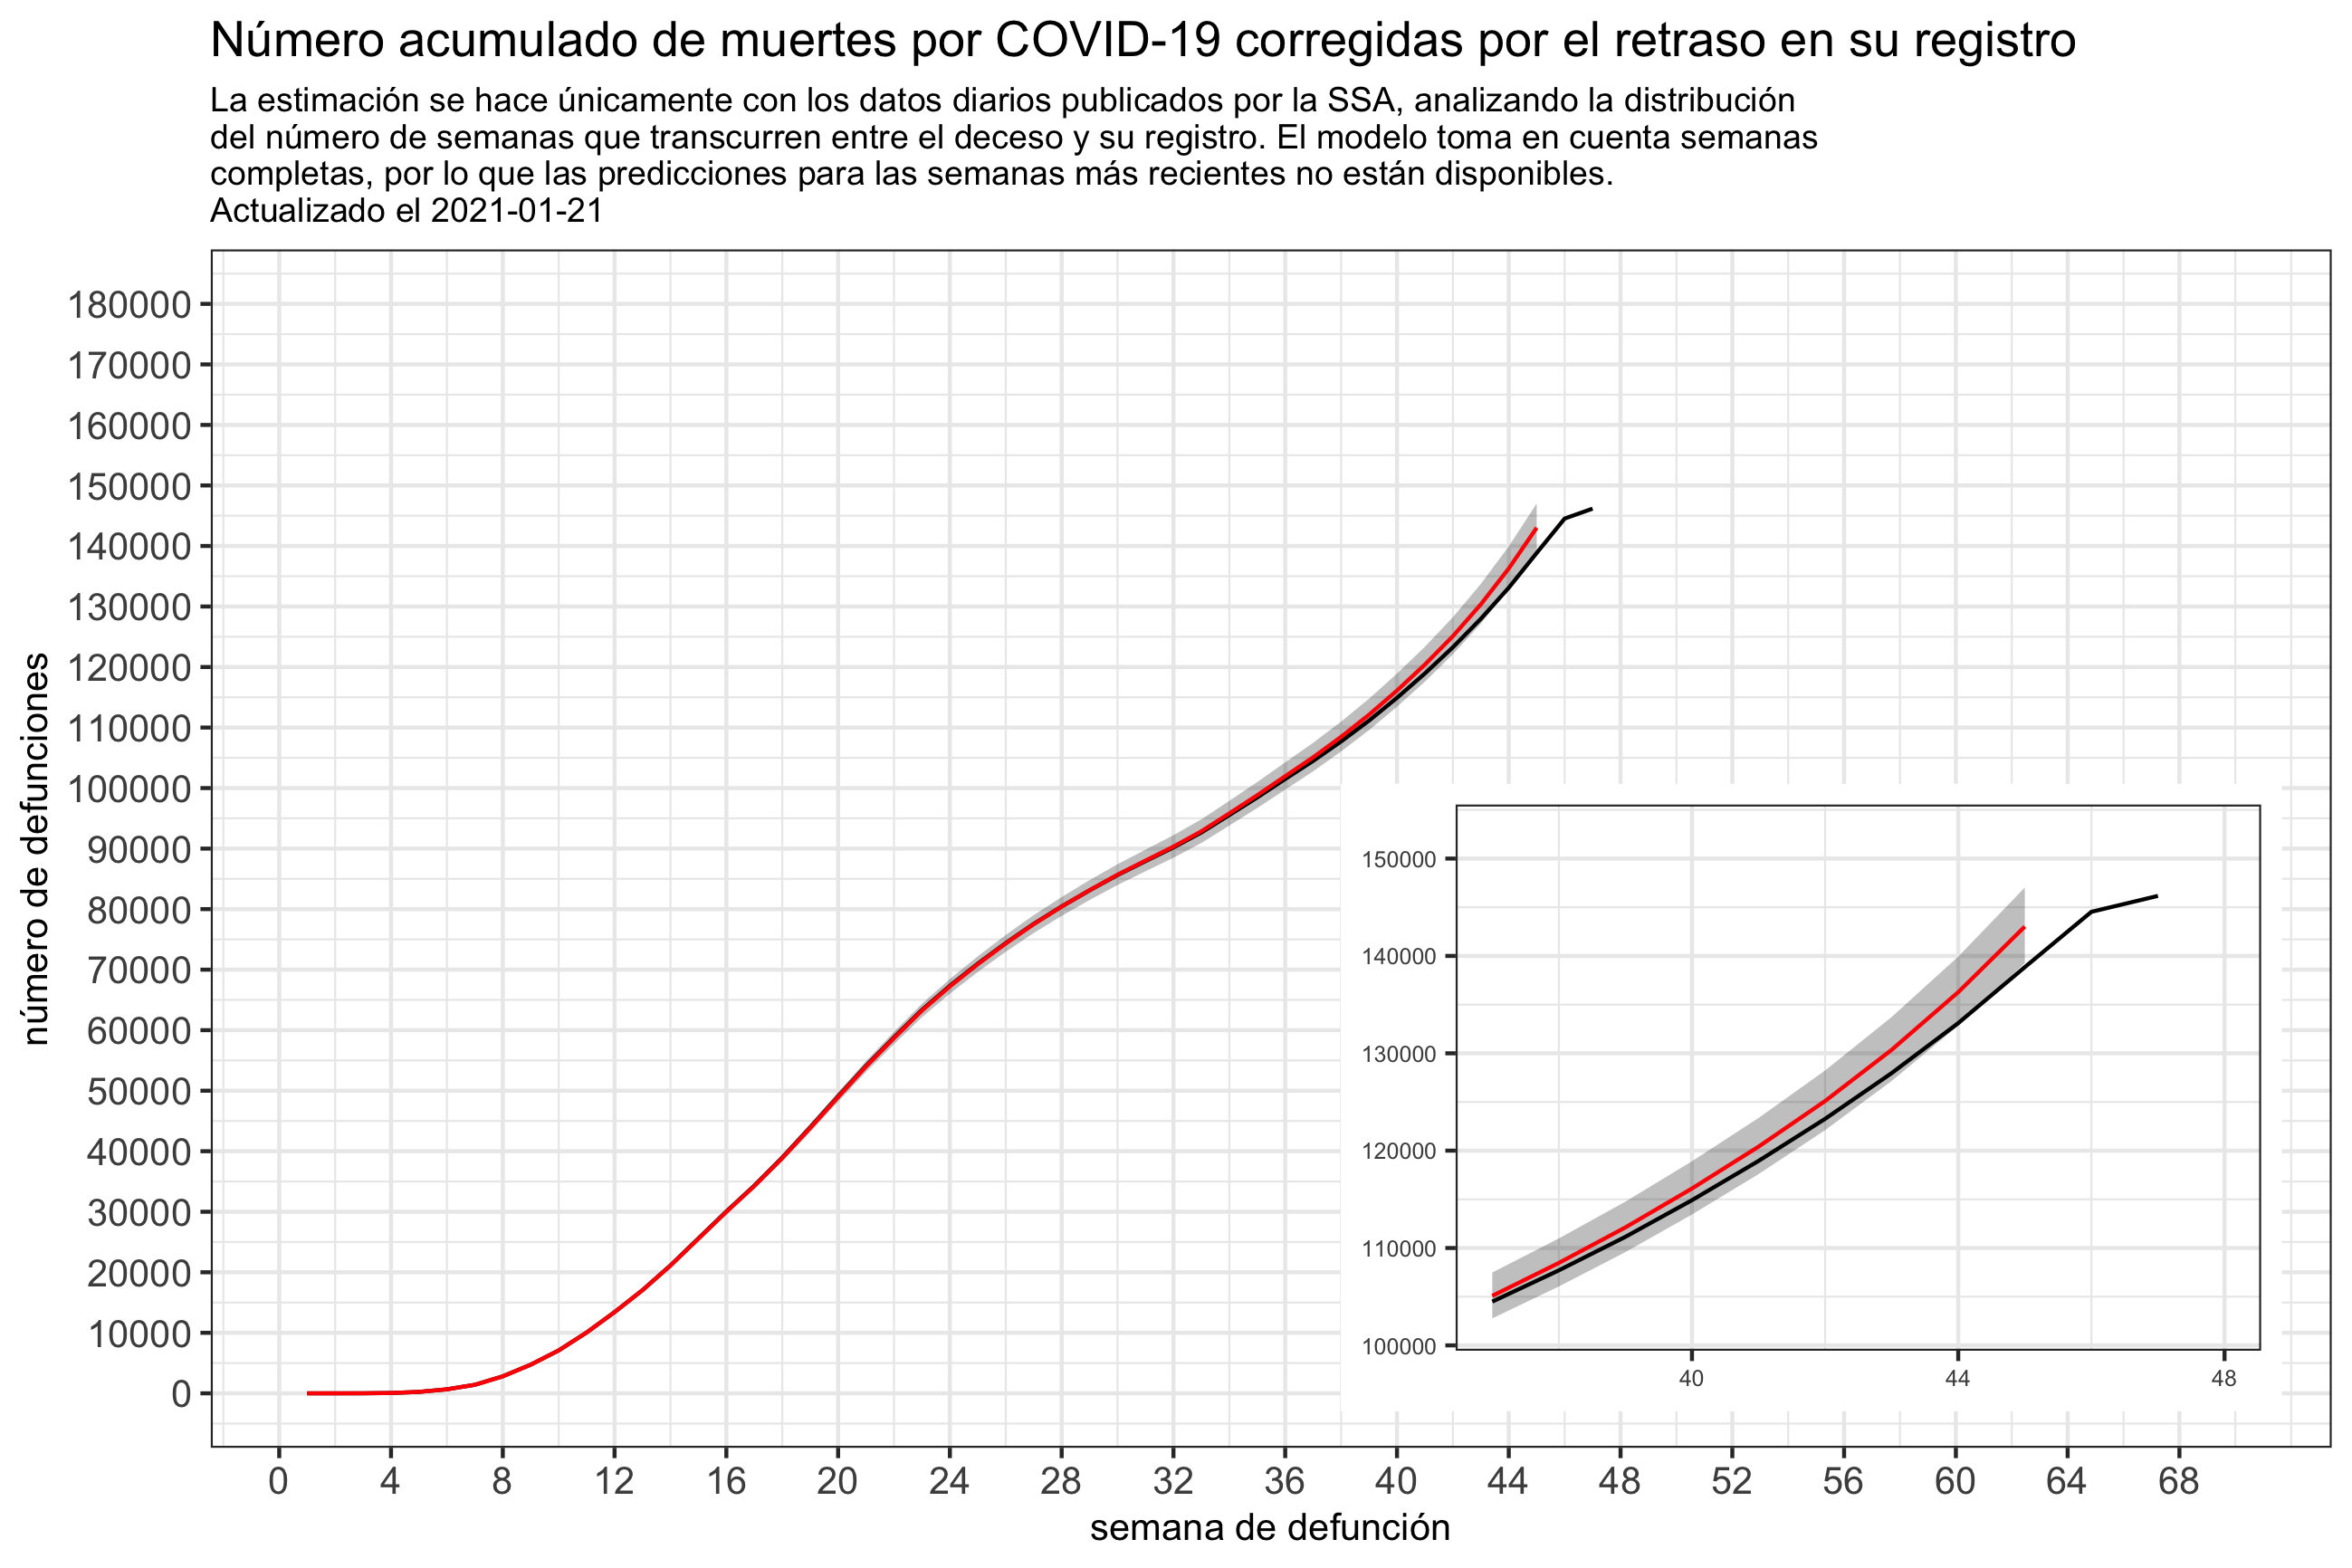 Número acumulado de muertes por COVID-19 corregidas por el retraso en su registro
La estimación se hace únicamente con los datos diarios publicados por la SSA, analizando la distribución
del número de semanas que transcurren entre el deceso y su registro. El modelo toma en cuenta semanas
completas, por lo que las predicciones para las semanas más recientes no están disponibles.
Actualizado el 2021-01-21
número de defunciones
180000
170000
160000
150000
140000
130000
120000
110000
100000
90000
80000
70000
60000
50000
40000
30000
20000
10000
0
150000
140000
130000
120000
110000
100000
40 44 48
0 4 8 12 16 20 24 28 32 36 40 44 48 52 56 60 64 68
semana de defunción